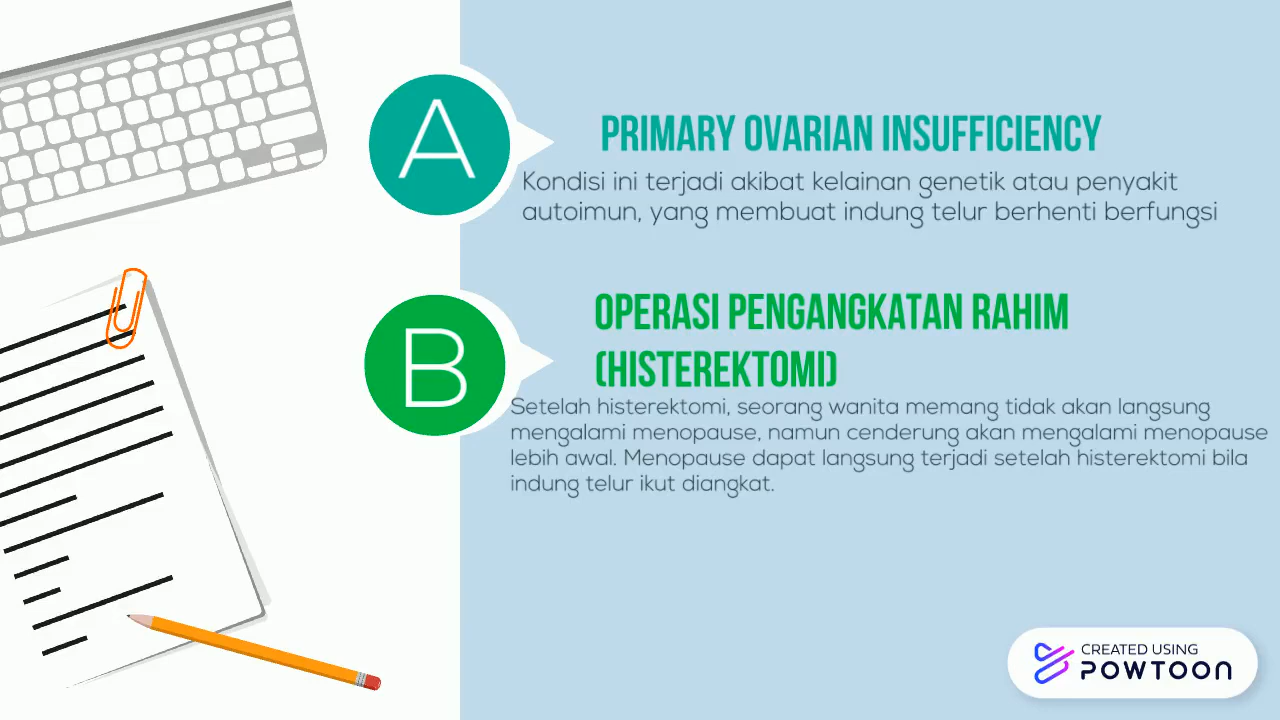 A
PRIMARY OVARIAN INSUFFICIENCY
Kondisi ini terjadi akibat kelainan genetik atau penyakit
autoimun, yang membuat indung telur berhenti berfungsi
B
OPERASI PENGANGKATAN RAHIM
(HISTEREKTOMI)
Setelah histerektomi, seorang wanita memang tidak akan langsung
mengalami menopause, namun cenderung akan mengalami menopause
lebih awal. Menopause dapat langsung terjadi setelah histerektomi bila
indung telur ikut diangkat.
CREATED USING
POWTOON